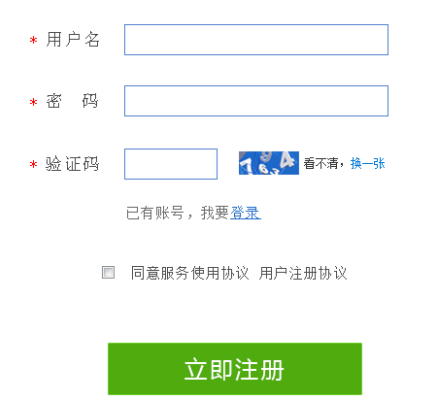 * 用户名
* 密 码
* 验证码 看不清，换一张
已有账号，我要登录
同意服务使用协议 用户注册协议
立即注册